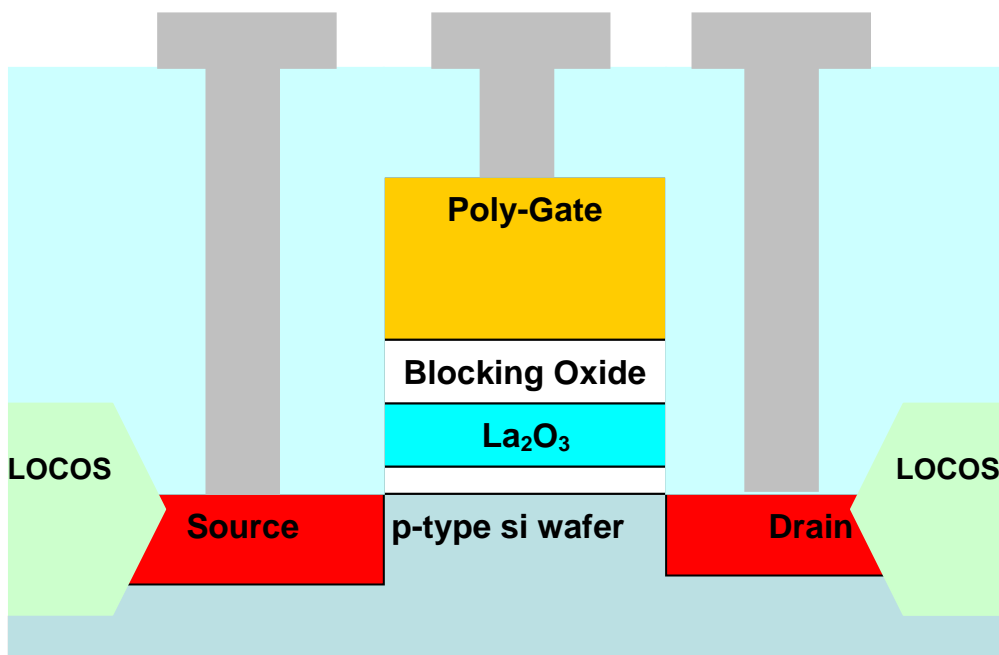 Poly-Gate
Blocking Oxide
La₂O₃
LOCOS
LOCOS
Source
p-type si wafer
Drain